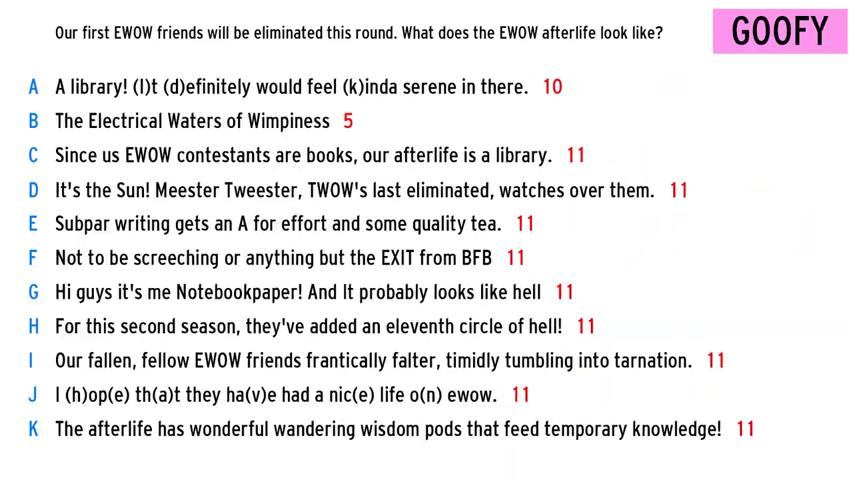 Our first EWOW friends will be eliminated this round. What does the EWOW afterlife look like?
GOOFY
A A library! (I)t (d)efinitely would feel (k)inda serene in there. 10
B The Electrical Waters of Wimpiness 5
C Since us EWOW contestants are books, our afterlife is a library. 11
D It's the Sun! Meester Tweester, TWOW's last eliminated, watches over them. 11
E Subpar writing gets an A for effort and some quality tea. 11
F Not to be screeching or anything but the EXIT from BFB 11
G Hi guys it's me Notebookpaper! And It probably looks like hell 11
H For this second season, they've added an eleventh circle of hell! 11
I Our fallen, fellow EWOW friends frantically falter, timidly tumbling into tarnation. 11
J I (h)op(e) th(a)t they ha(v)e had a nic(e) life o(n) ewow. 11
K The afterlife has wonderful wandering wisdom pods that feed temporary knowledge! 11